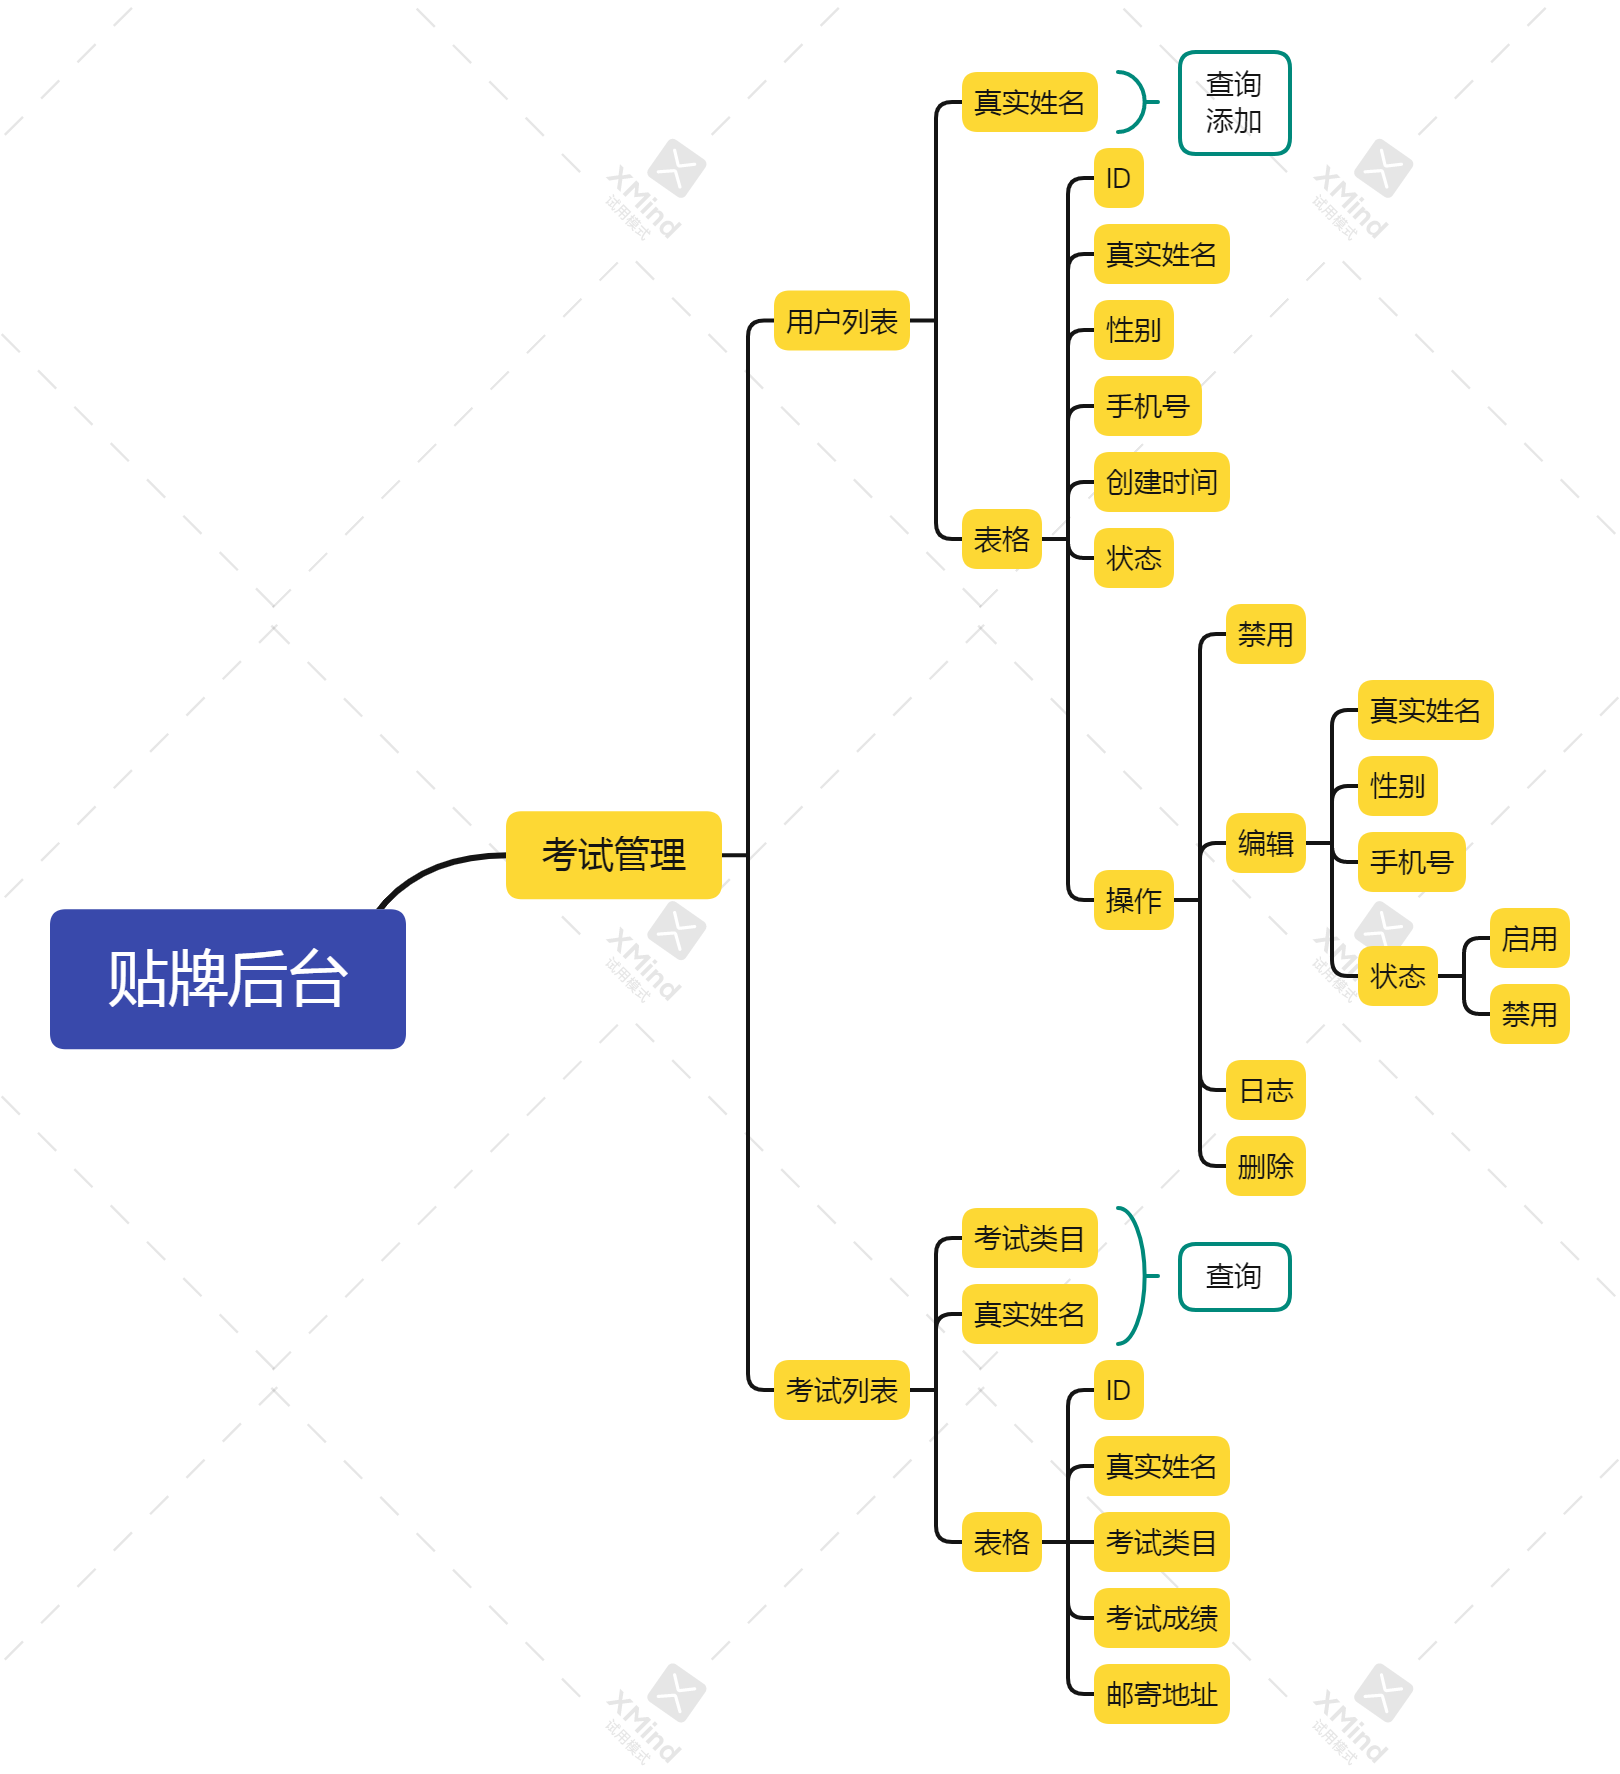 贴牌后台
考试管理
用户列表
真实姓名
查询
添加
表格
ID
真实姓名
性别
手机号
创建时间
状态
操作
禁用
编辑
真实姓名
性别
手机号
状态
启用
禁用
日志
删除
考试列表
考试类目
真实姓名
查询
表格
ID
真实姓名
考试类目
考试成绩
邮寄地址
XMind
试用模式
XMind
试用模式
XMind
试用模式
XMind
试用模式
XMind
试用模式
XMind
试用模式